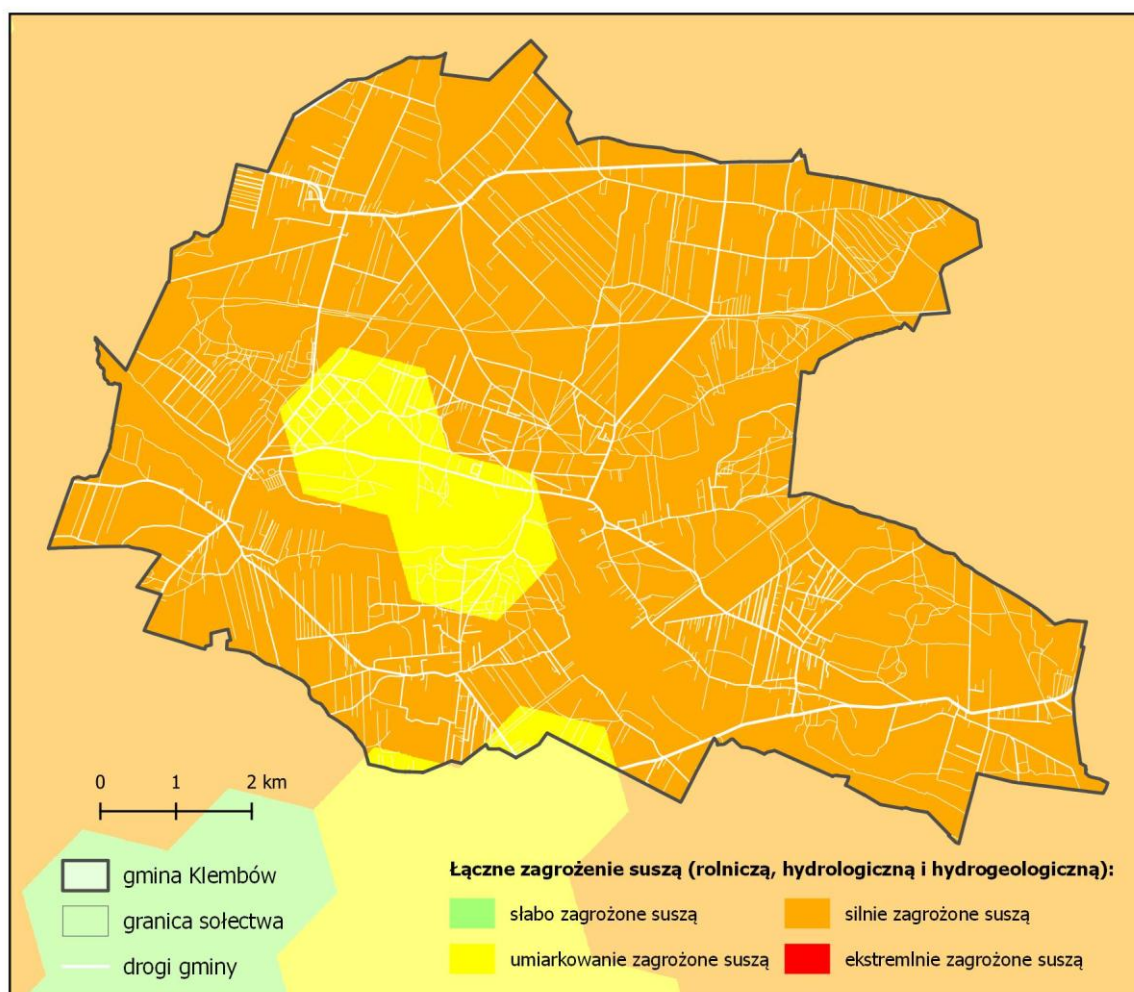 0 1 2 km
gmina Klembów
granica sołectwa
drogi gminy
Łączne zagrożenie suszą (rolniczą, hydrologiczną i hydrogeologiczną):
słabo zagrożone suszą
umiarkowanie zagrożone suszą
silnie zagrożone suszą
ekstremlnie zagrożone suszą